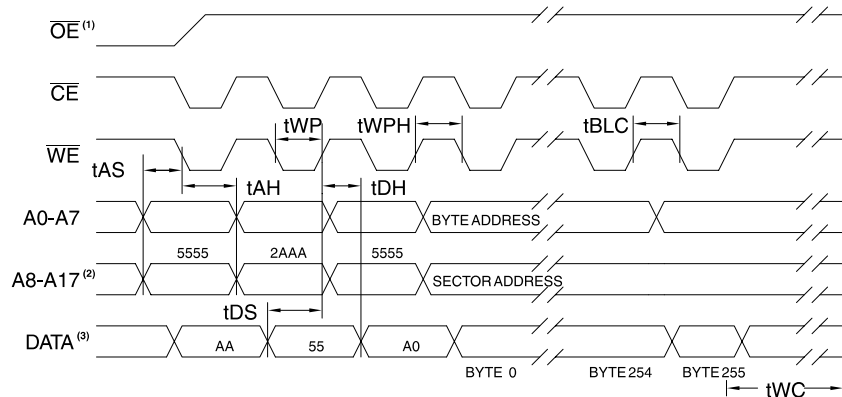 OE (1)
CE
tWP tWPH tBLC
WE
tAS
tAH tDH
A0-A7 BYTE ADDRESS
5555 2AAA 5555
A8-A17 (2) SECTOR ADDRESS
tDS
DATA (3) AA 55 A0
BYTE 0 BYTE 254 BYTE 255
tWC